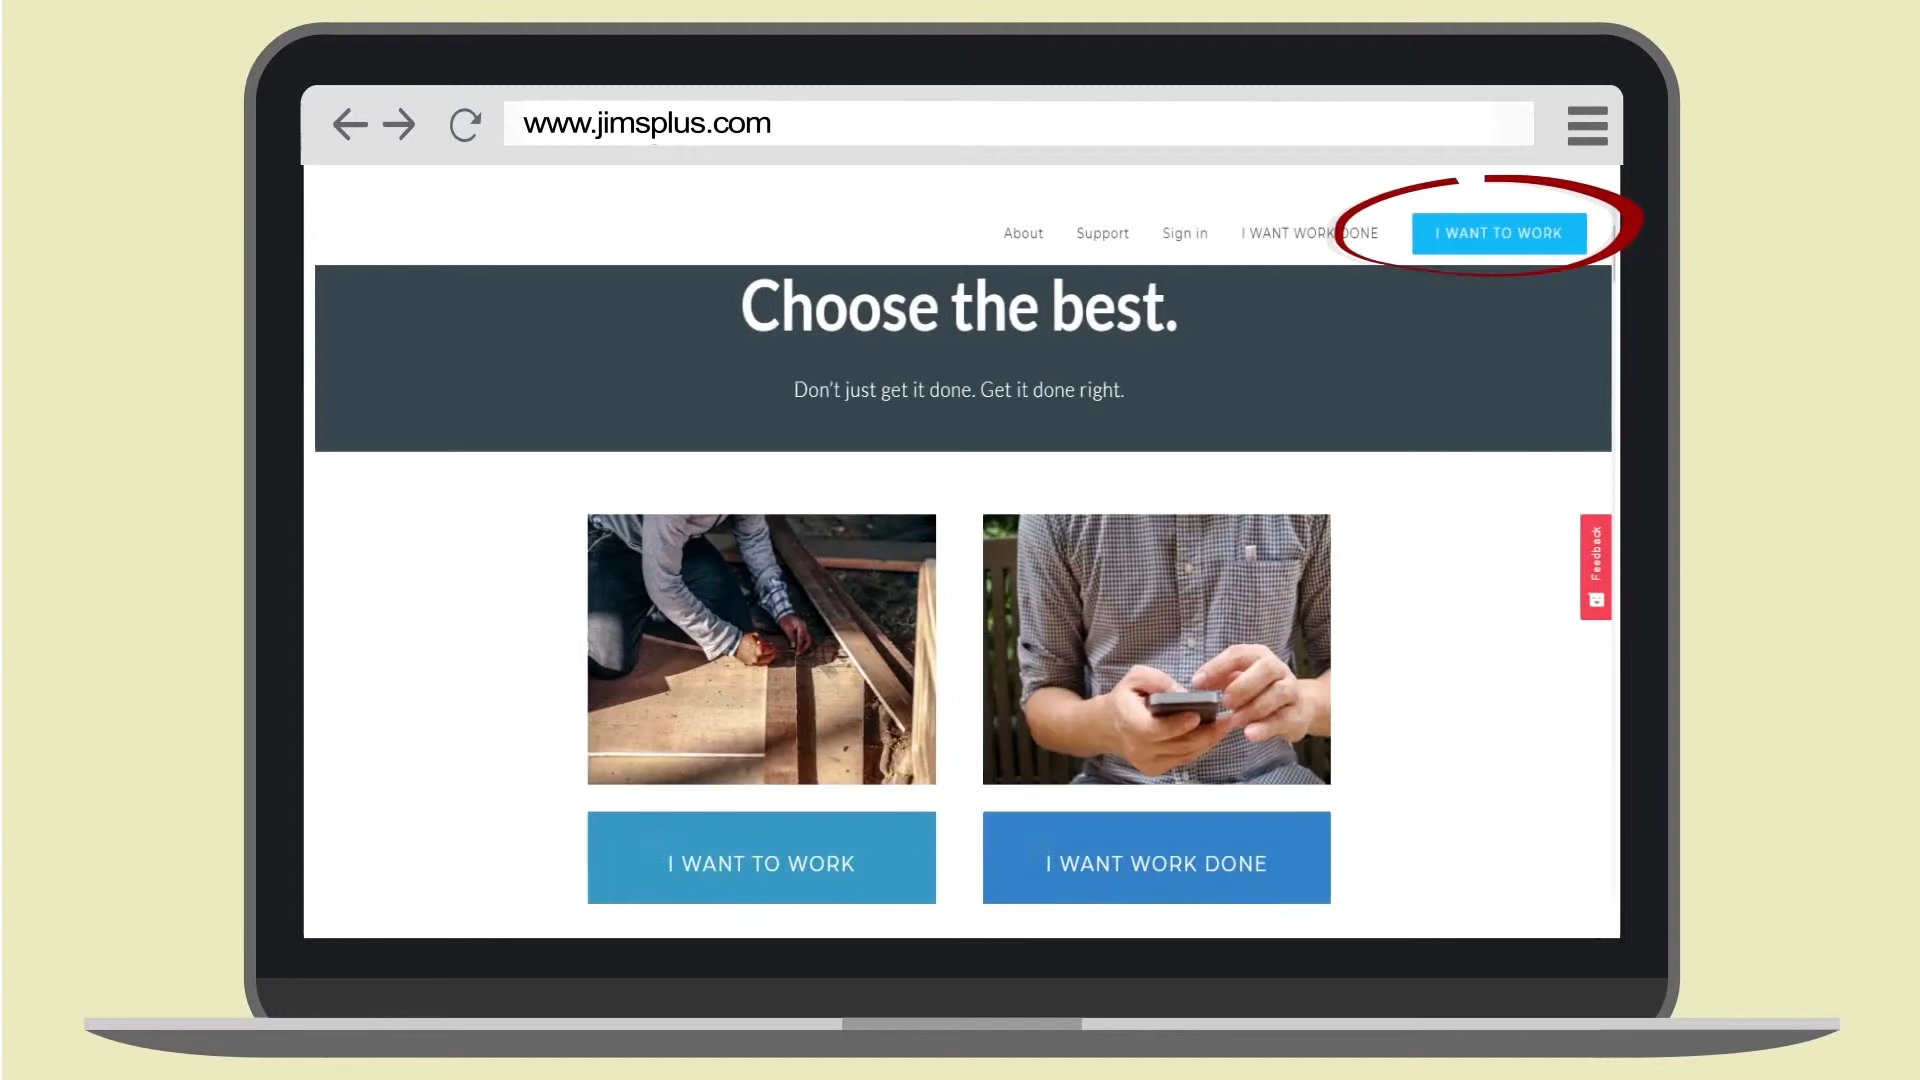 www.jimsplus.com
About Support Sign in I WANT WORK DONE I WANT TO WORK
Choose the best.
Don't just get it done. Get it done right.
Feedback
I WANT TO WORK I WANT WORK DONE